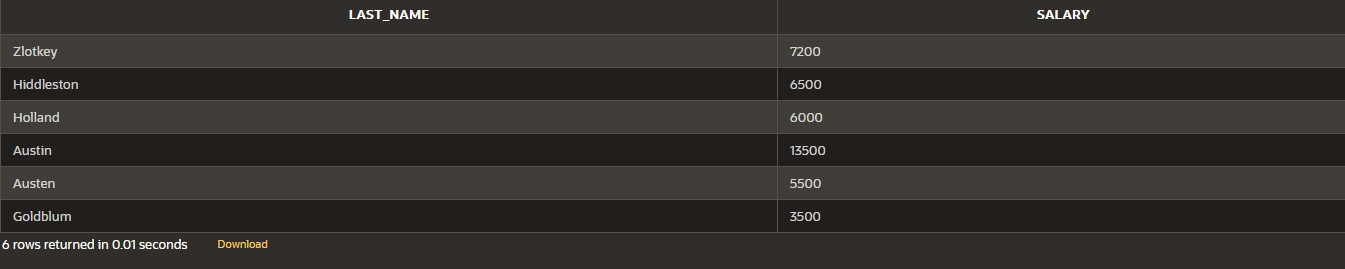 LAST_NAME SALARY
Zlotkey 7200
Hiddleston 6500
Holland 6000
Austin 13500
Austen 5500
Goldblum 3500
6 rows returned in 0.01 seconds Download